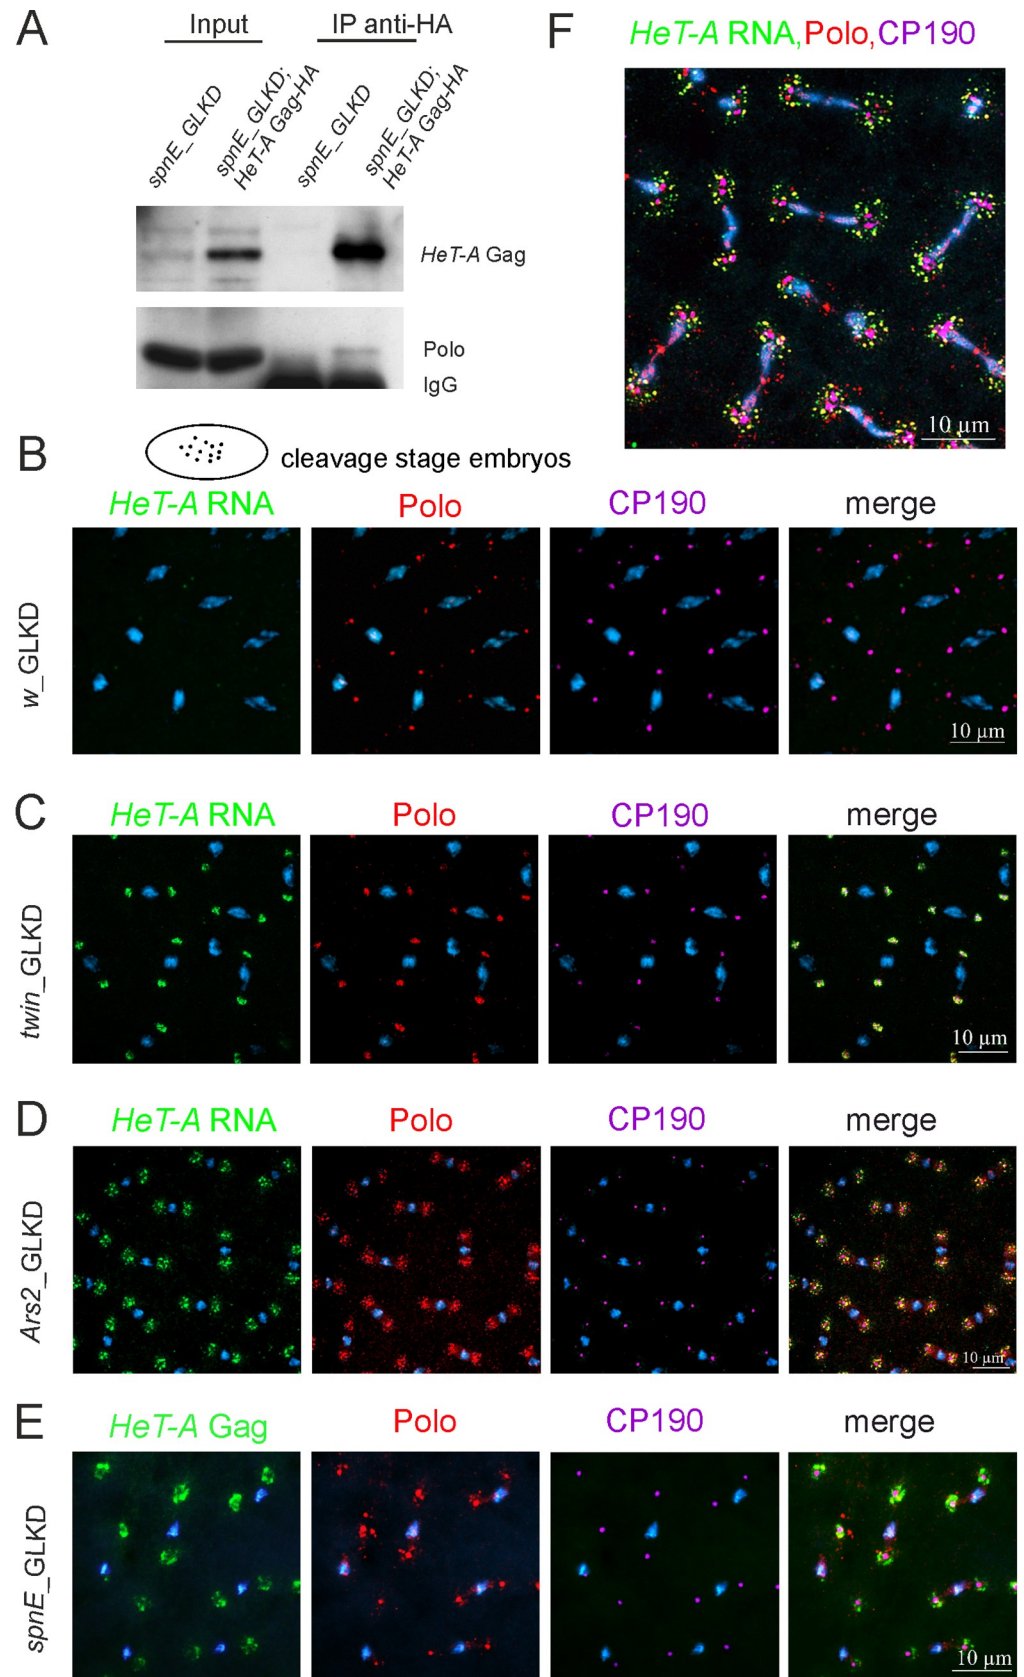 A
Input
IP anti-HA
spnE_GLKD
spnE_GLKD;
HeT-A Gag-HA
spnE_GLKD
spnE_GLKD;
HeT-A Gag-HA
HeT-A Gag
Polo
IgG
F
HeT-A RNA, Polo, CP190
10 µm
B
cleavage stage embryos
HeT-A RNA
Polo
CP190
merge
w_GLKD
10 µm
C
HeT-A RNA
Polo
CP190
merge
twin_GLKD
10 µm
D
HeT-A RNA
Polo
CP190
merge
Ars2_GLKD
10 µm
E
HeT-A Gag
Polo
CP190
merge
spnE_GLKD
10 µm